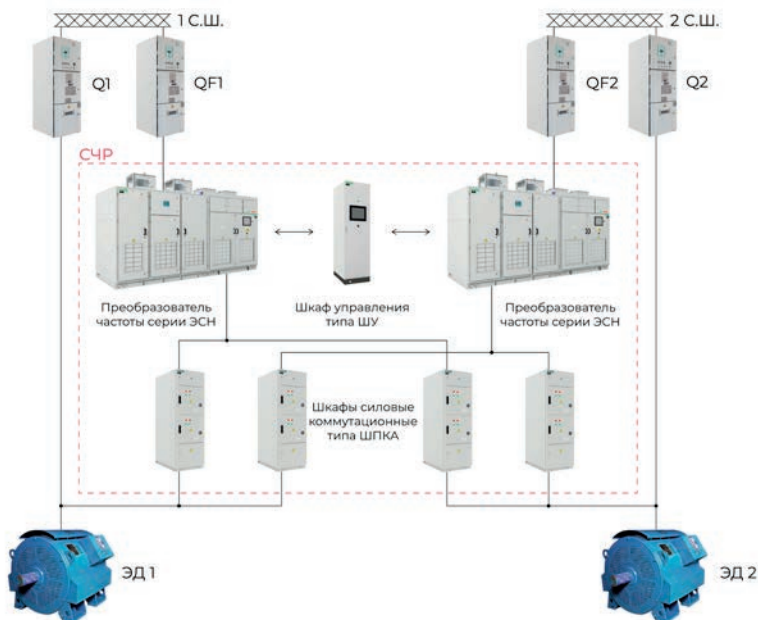 1 С.Ш.
2 С.Ш.
Q1
QF1
QF2
Q2
СЧР
Преобразователь
частоты серии ЭСН
Шкаф управления
типа ШУ
Преобразователь
частоты серии ЭСН
Шкафы силовые
коммутационные
типа ШПКА
ЭД 1
ЭД 2